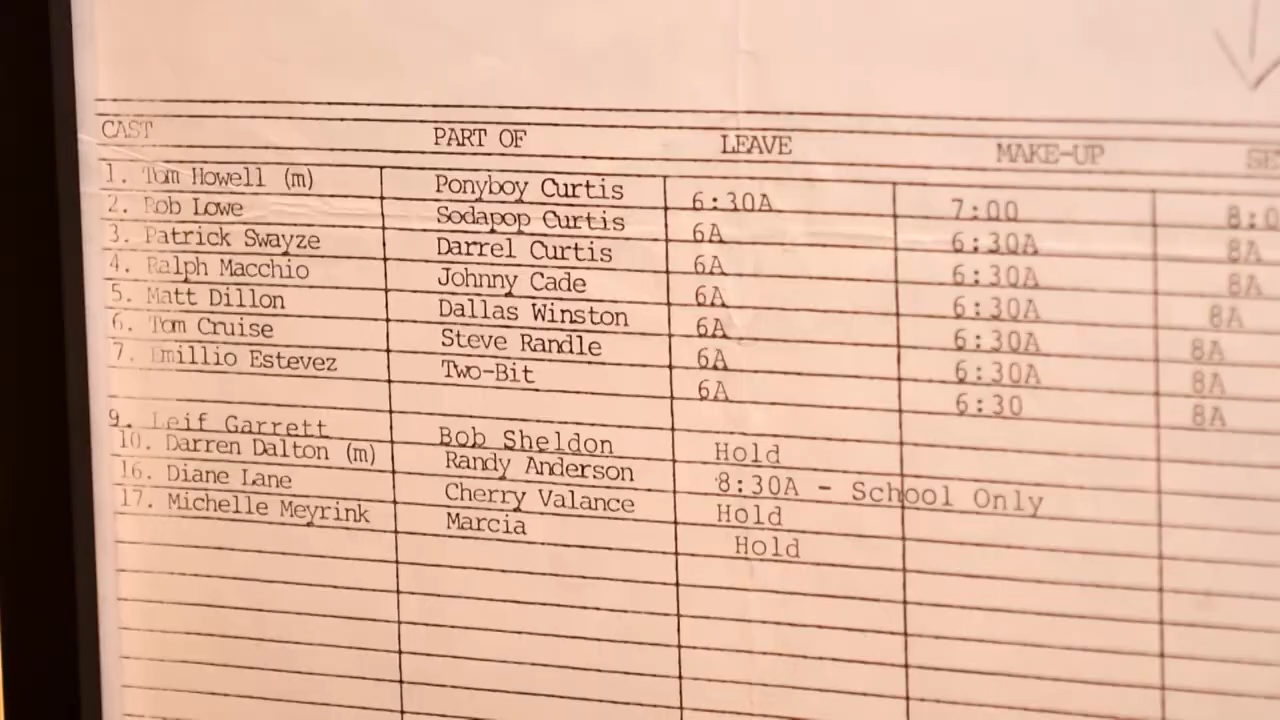 CAST PART OF LEAVE MAKE-UP SE
1. Tom Howell (m) Ponyboy Curtis 6:30A 7:00 8:0
2. Rob Lowe Sodapop Curtis 6A 6:30A 8A
3. Patrick Swayze Darrel Curtis 6A 6:30A 8A
4. Ralph Macchio Johnny Cade 6A 6:30A 8A
5. Matt Dillon Dallas Winston 6A 6:30A 8A
6. Tom Cruise Steve Randle 6A 6:30A 8A
7. Emillio Estevez Two-Bit 6A 6:30 8A
9. Leif Garrett Bob Sheldon Hold
10. Darren Dalton (m) Randy Anderson 8:30A - School Only
16. Diane Lane Cherry Valance Hold
17. Michelle Meyrink Marcia Hold